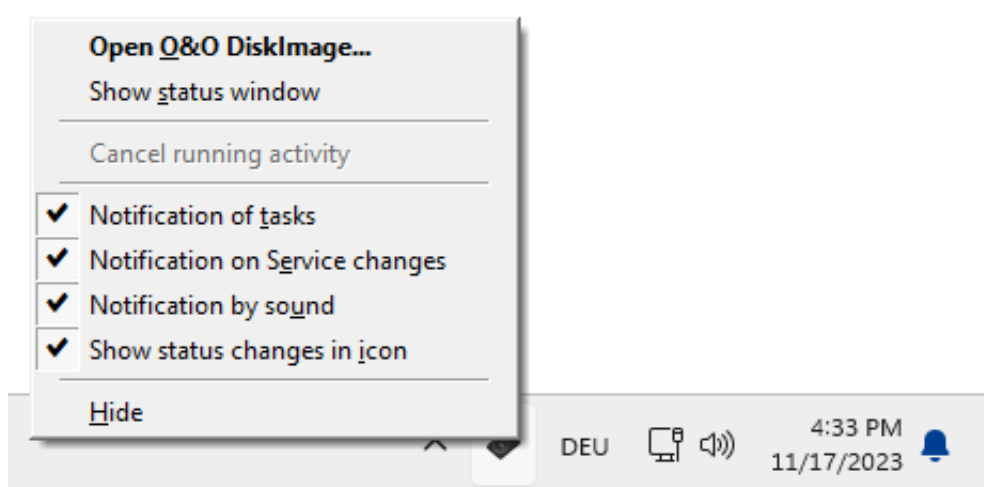 Open O&O DiskImage...
Show status window
Cancel running activity
Notification of tasks
Notification on Service changes
Notification by sound
Show status changes in icon
Hide
DEU
4:33 PM
11/17/2023